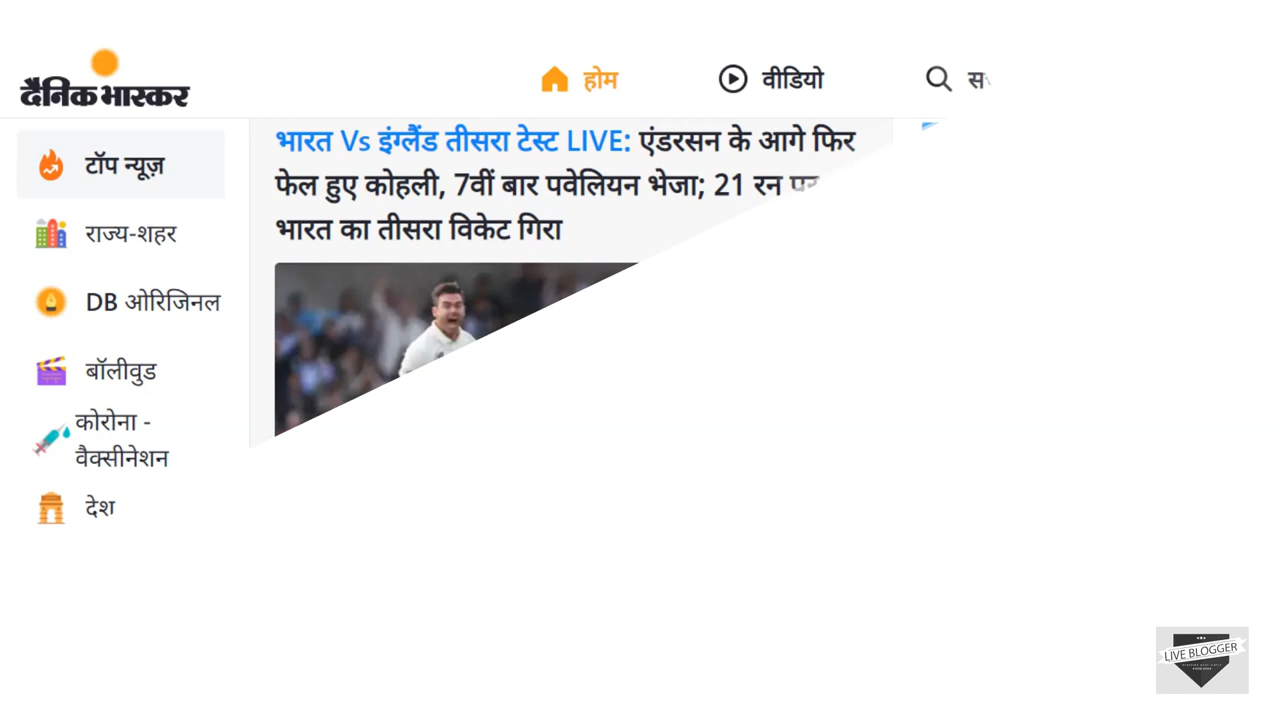 दैनिक भास्कर
होम
वीडियो
टॉप न्यूज़
राज्य-शहर
DB ओरिजिनल
बॉलीवुड
कोरोना -
वैक्सीनेशन
देश
भारत Vs इंग्लैंड तीसरा टेस्ट LIVE: एंडरसन के आगे फिर
फेल हुए कोहली, 7वीं बार पवेलियन भेजा; 21 रन
भारत का तीसरा विकेट गिरा
LIVE BLOGGER